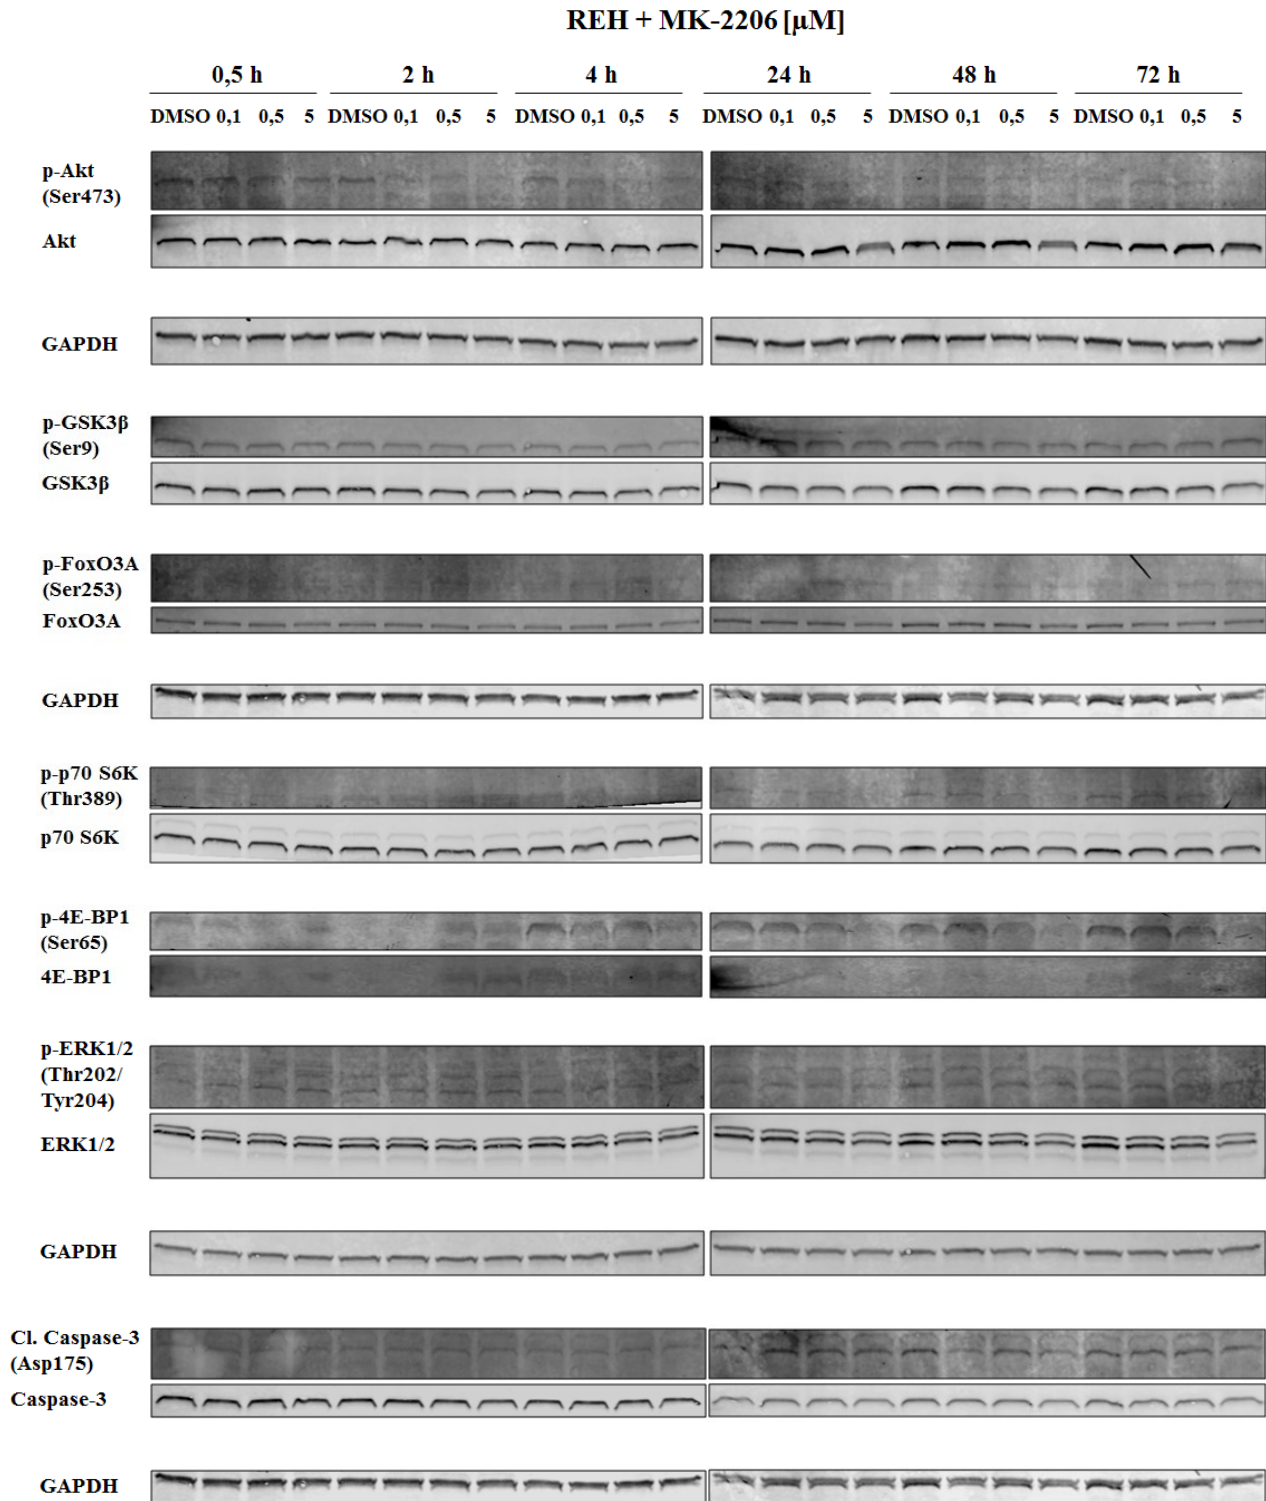 REH + MK-2206 [µM]
0,5 h 2 h 4 h 24 h 48 h 72 h
DMSO 0,1 0,5 5 DMSO 0,1 0,5 5 DMSO 0,1 0,5 5 DMSO 0,1 0,5 5 DMSO 0,1 0,5 5 DMSO 0,1 0,5 5
p-Akt
(Ser473)
Akt
GAPDH
p-GSK3β
(Ser9)
GSK3β
p-FoxO3A
(Ser253)
FoxO3A
GAPDH
p-p70 S6K
(Thr389)
p70 S6K
p-4E-BP1
(Ser65)
4E-BP1
p-ERK1/2
(Thr202/
Tyr204)
ERK1/2
GAPDH
Cl. Caspase-3
(Asp175)
Caspase-3
GAPDH